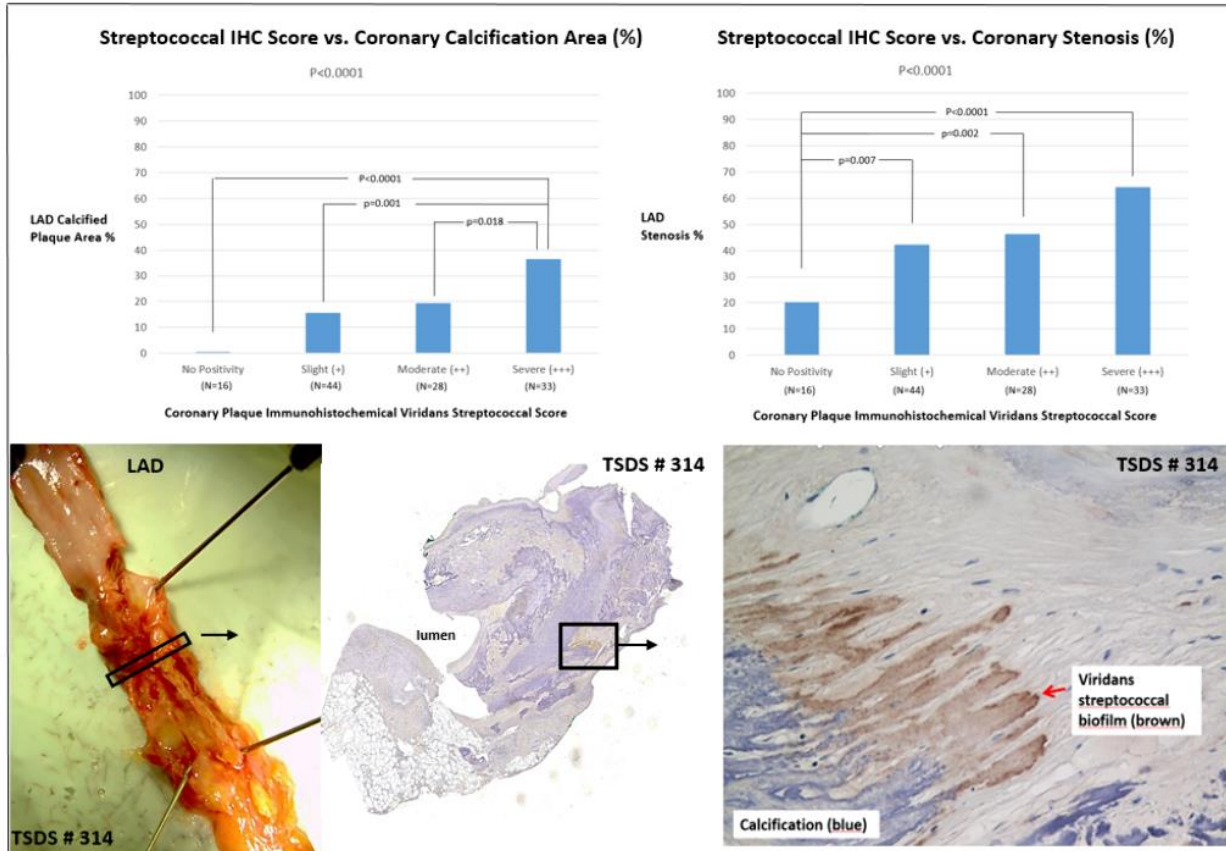 Streptococcal IHC Score vs. Coronary Calcification Area (%)
P<0.0001
100
90
80
70
60
50
40
30
20
10
0
LAD Calcified
Plaque Area %
P<0.0001
p=0.001
p=0.018
No Positivity
(N=16)
Slight (+)
(N=44)
Moderate (++)
(N=28)
Severe (+++)
(N=33)
Coronary Plaque Immunohistochemical Viridans Streptococcal Score
Streptococcal IHC Score vs. Coronary Stenosis (%)
P<0.0001
100
90
80
70
60
50
40
30
20
10
0
LAD
Stenosis %
P<0.0001
p=0.002
p=0.007
No Positivity
(N=16)
Slight (+)
(N=44)
Moderate (++)
(N=28)
Severe (+++)
(N=33)
Coronary Plaque Immunohistochemical Viridans Streptococcal Score
LAD
TSDS # 314
TSDS # 314
lumen
TSDS # 314
Viridans
streptococcal
biofilm (brown)
Calcification (blue)